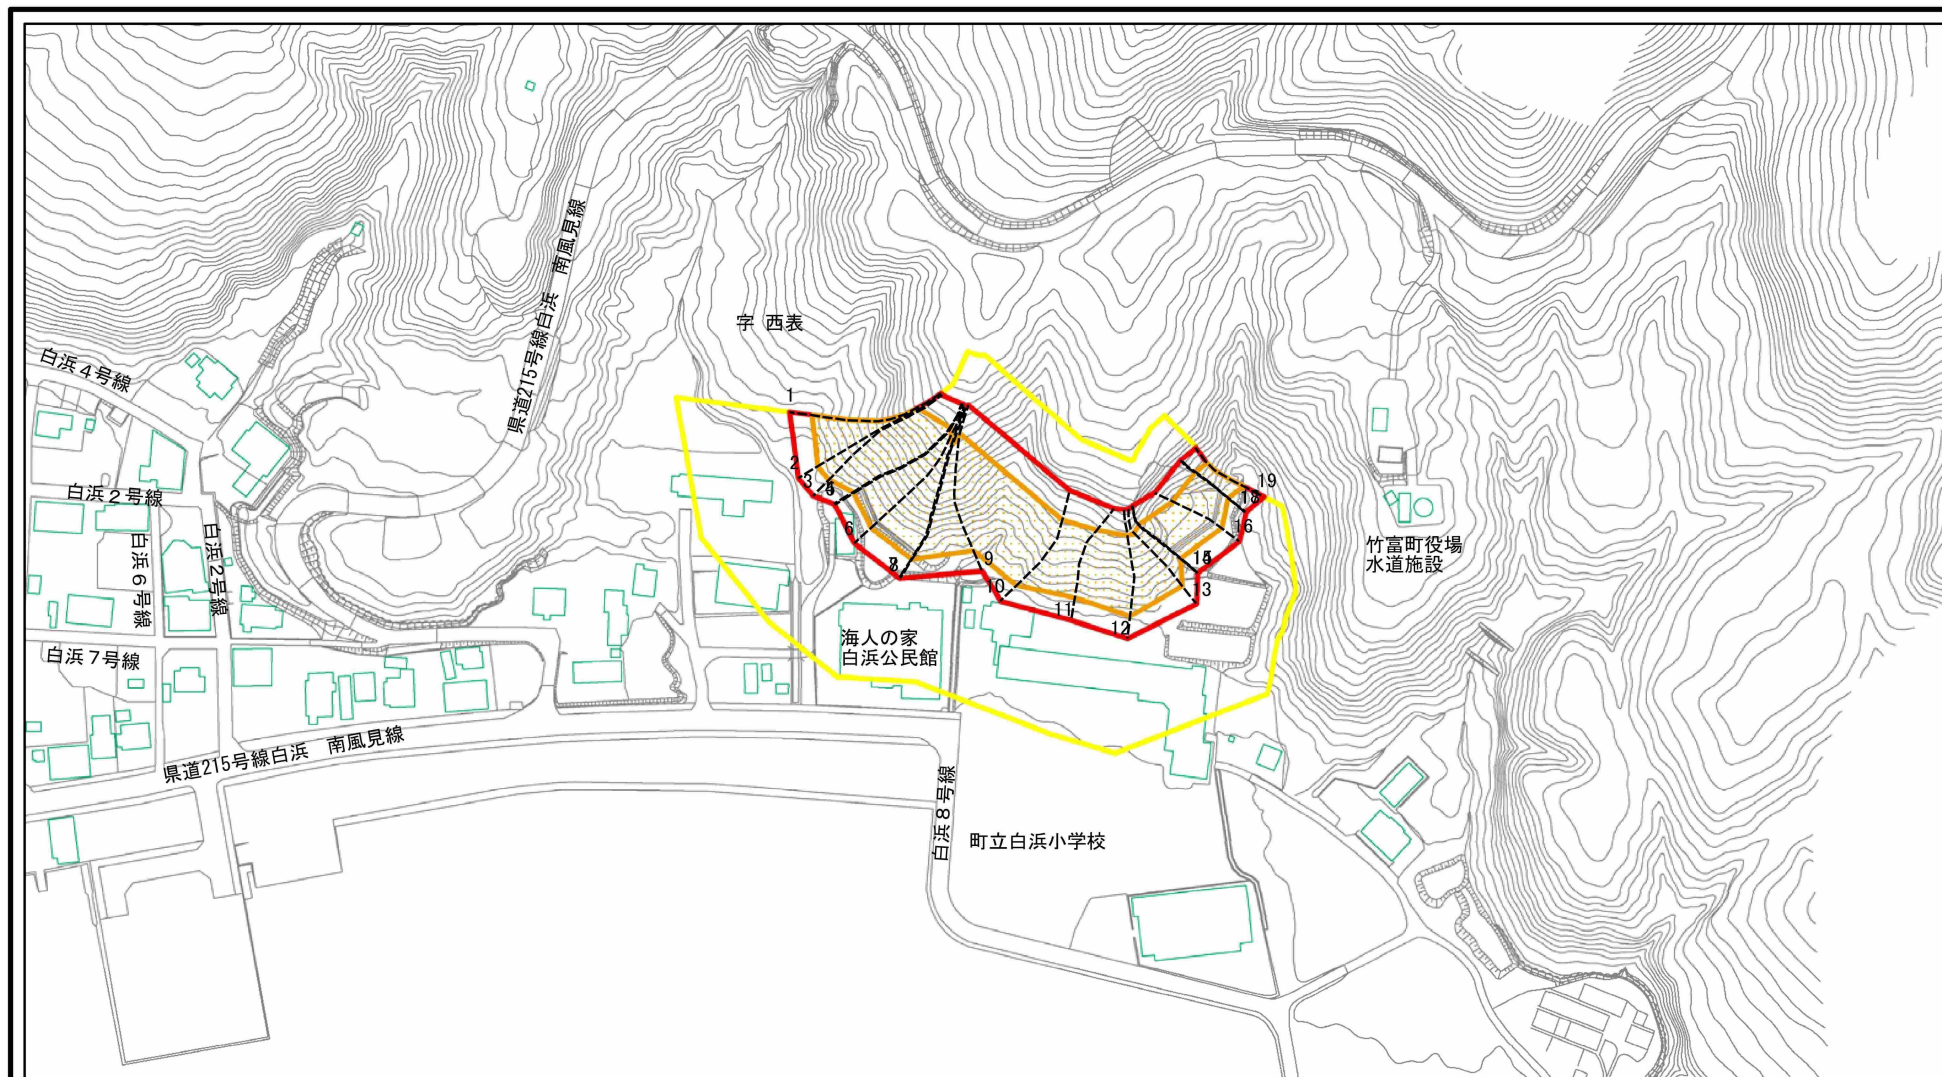 字 西表
県道215号線白浜　南風見線
白浜４号線
白浜２号線
白浜2号線
白浜６号線
白浜７号線
県道215号線白浜　南風見線
竹富町役場
水道施設
海人の家
白浜公民館
白浜８号線
町立白浜小学校
1
2
3
6
9
10
11
13
16
18
19